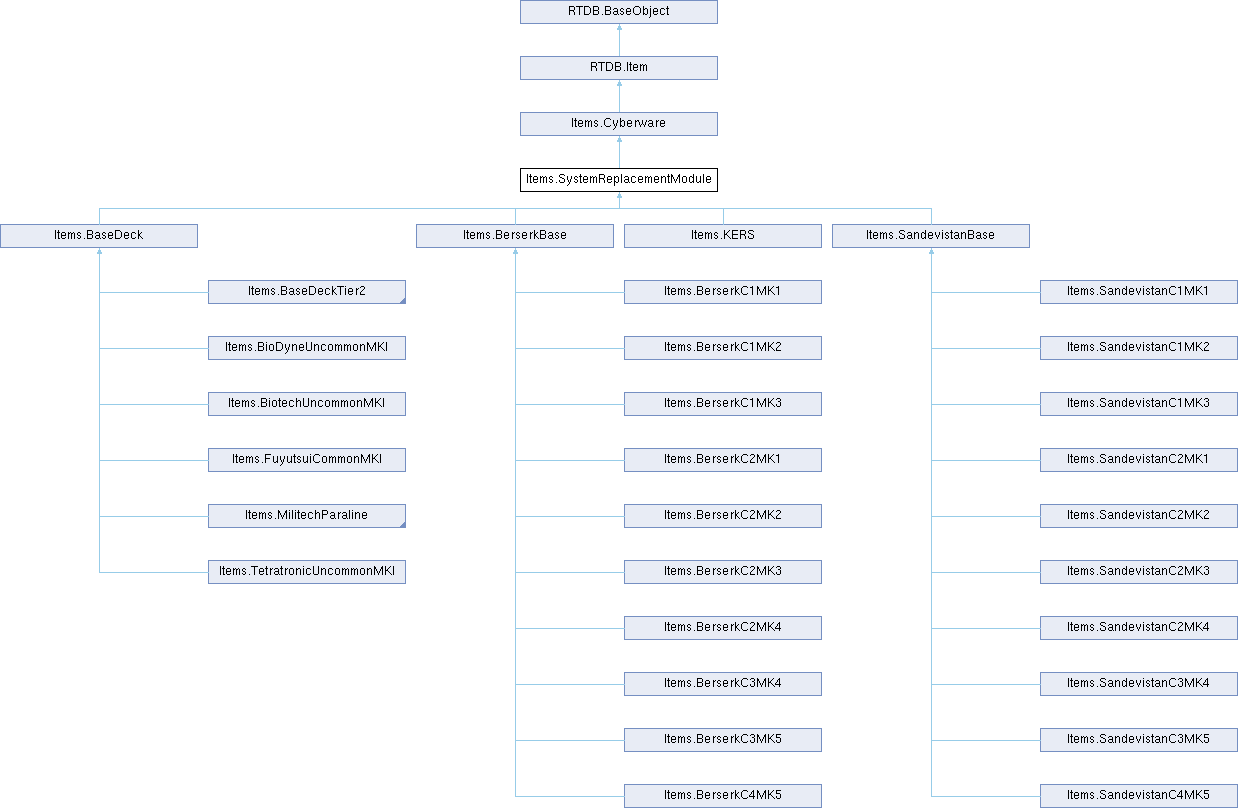 RTDB.BaseObject
RTDB.Item
Items.Cyberware
Items.SystemReplacementModule
Items.BaseDeck
Items.BerserkBase
Items.KERS
Items.SandevistanBase
Items.BaseDeckTier2
Items.BerserkC1MK1
Items.SandevistanC1MK1
Items.BioDyneUncommonMKI
Items.BerserkC1MK2
Items.SandevistanC1MK2
Items.BiotechUncommonMKI
Items.BerserkC1MK3
Items.SandevistanC1MK3
Items.FuyutsuiCommonMKI
Items.BerserkC2MK1
Items.SandevistanC2MK1
Items.MilitechParaline
Items.BerserkC2MK2
Items.SandevistanC2MK2
Items.TetratronicUncommonMKI
Items.BerserkC2MK3
Items.SandevistanC2MK3
Items.BerserkC2MK4
Items.SandevistanC2MK4
Items.BerserkC3MK4
Items.SandevistanC3MK4
Items.BerserkC3MK5
Items.SandevistanC3MK5
Items.BerserkC4MK5
Items.SandevistanC4MK5